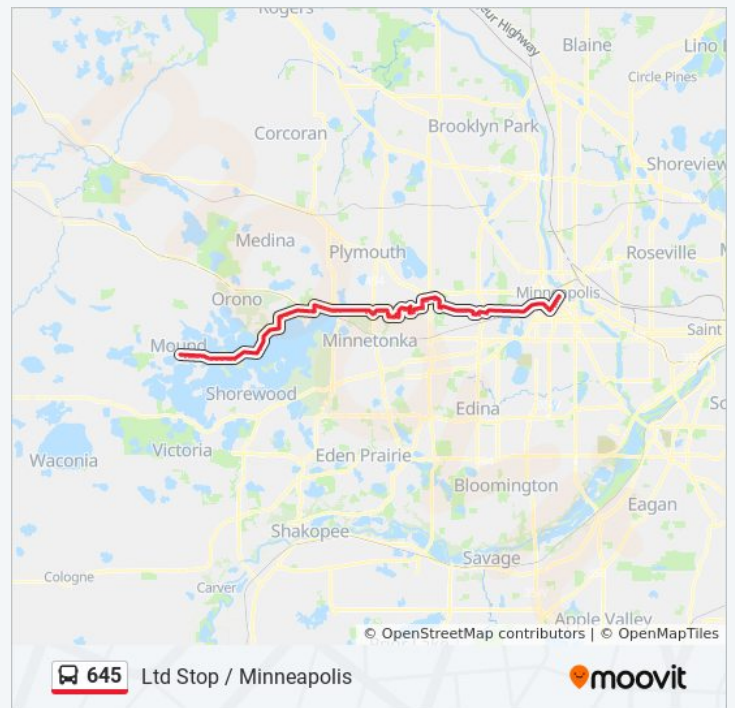 Rogers
eur Highway
Blaine
Lino
Circle Pines
Corcoran
Brooklyn Park
Shoreview
Medina
Plymouth
Roseville
Orono
Minneapolis
Mound
Minnetonka
Saint
Shorewood
Edina
Victoria
Eden Prairie
Waconia
Bloomington
Eagan
Shakopee
Savage
Cologne
Carver
Apple Valley
© OpenStreetMap contributors | © OpenMapTiles
645 Ltd Stop / Minneapolis
moovit